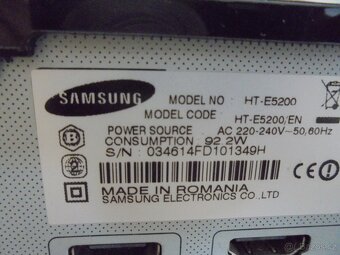 SAMSUNG
MODEL NO HT-E5200
MODEL CODE HT-E5200/EN
POWER SOURCE AC 220-240V~50,60Hz
CONSUMPTION 92.2W
S/N : 034614FD101349H
CE
MADE IN ROMANIA
SAMSUNG ELECTRONICS CO.,LTD